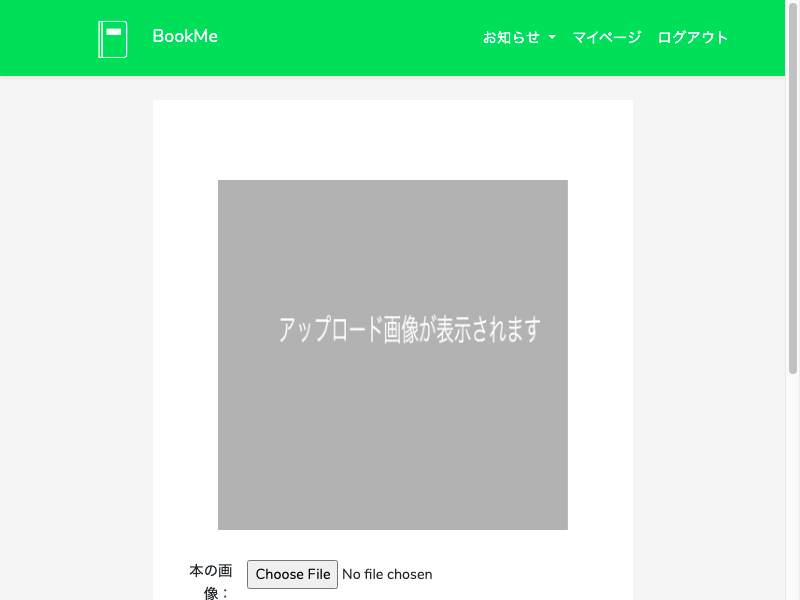 BookMe
お知らせ
マイページ
ログアウト
アップロード画像が表示されます
本の画
像：
Choose File No file chosen